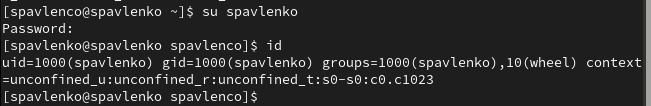 [spavlenco@spavlenko ~]$ su spavlenko
Password:
[spavlenko@spavlenko spavlenco]$ id
uid=1000(spavlenko) gid=1000(spavlenko) groups=1000(spavlenko),10(wheel) context
=unconfined_u:unconfined_r:unconfined_t:s0-s0:c0.c1023
[spavlenko@spavlenko spavlenco]$